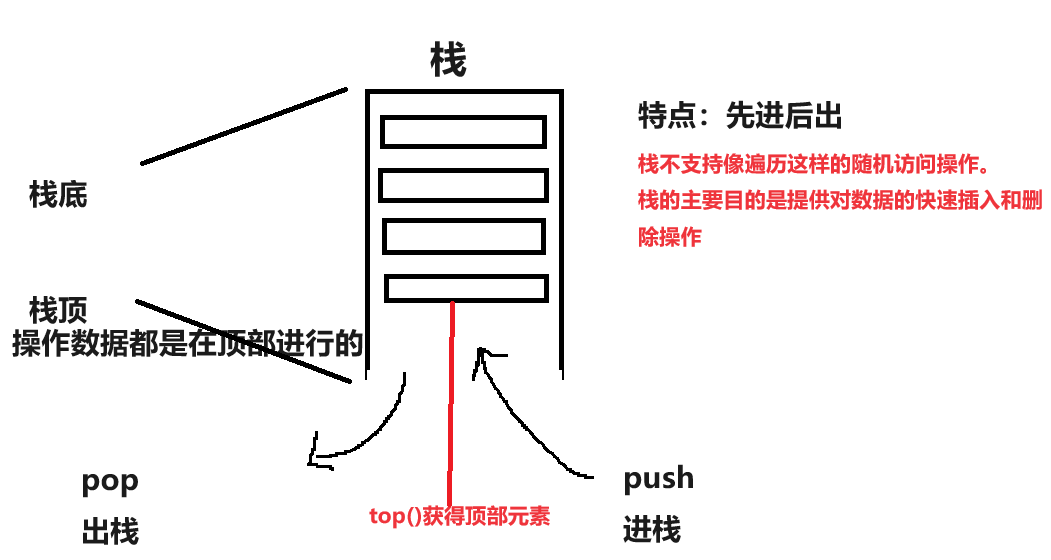 栈
特点：先进后出
栈不支持像遍历这样的随机访问操作。
栈的主要目的是提供对数据的快速插入和删
除操作
栈底
栈顶
操作数据都是在顶部进行的
pop
出栈
top()获得顶部元素
push
进栈